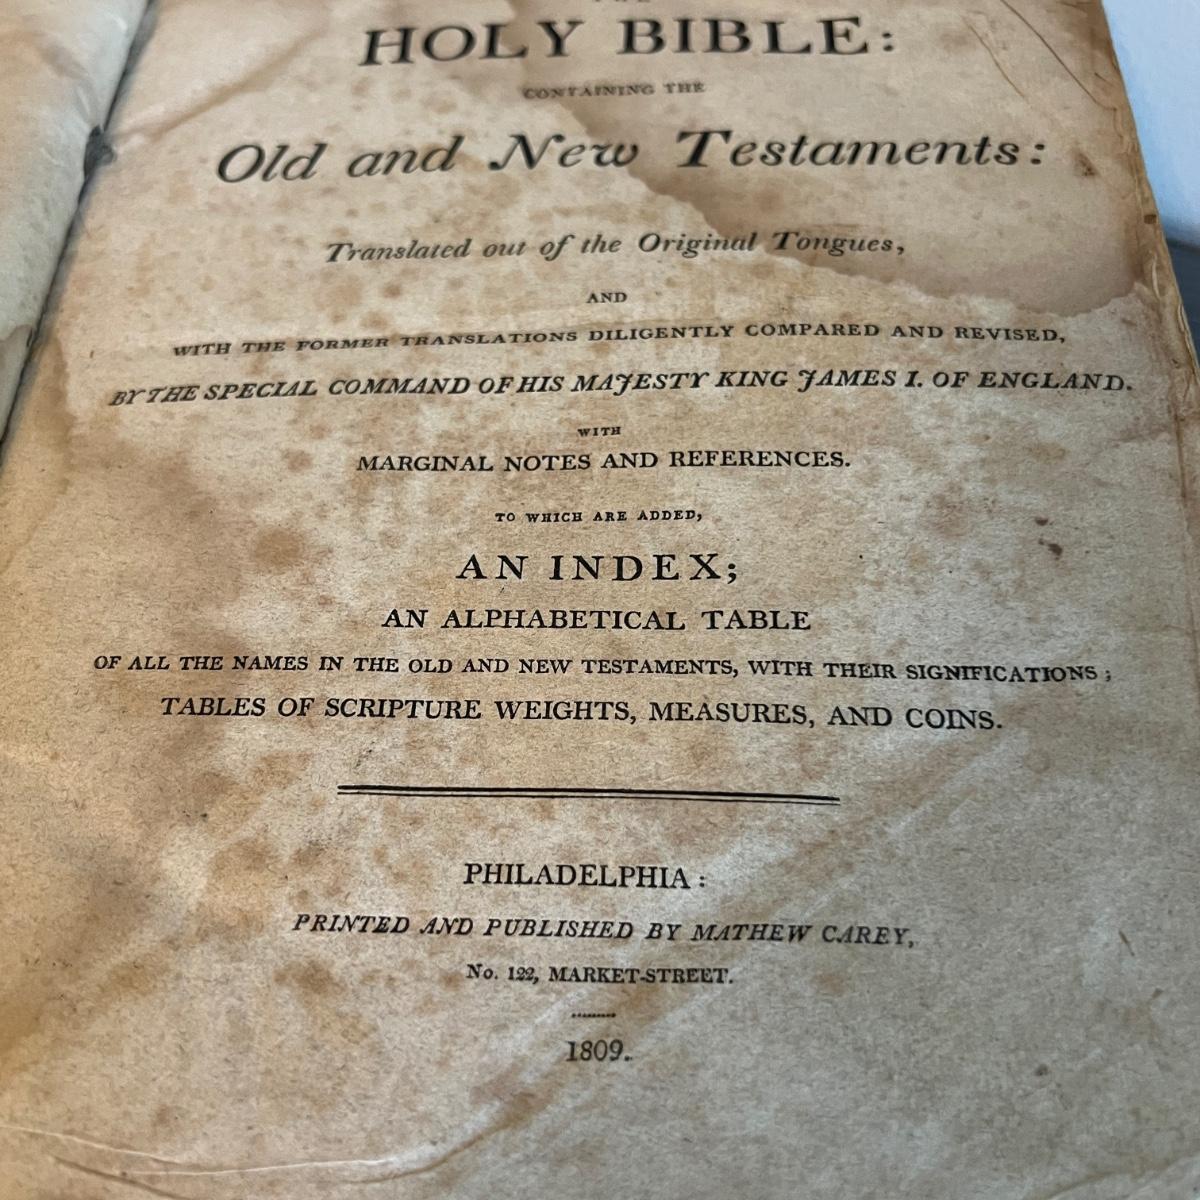 HOLY BIBLE:
CONTAINING THE
Old and New Testaments:
Translated out of the Original Tongues,
AND
WITH THE FORMER TRANSLATIONS DILIGENTLY COMPARED AND REVISED,
BY THE SPECIAL COMMAND OF HIS MAJESTY KING JAMES I. OF ENGLAND.
WITH
MARGINAL NOTES AND REFERENCES.
TO WHICH ARE ADDED,
AN INDEX;
AN ALPHABETICAL TABLE
OF ALL THE NAMES IN THE OLD AND NEW TESTAMENTS, WITH THEIR SIGNIFICATIONS;
TABLES OF SCRIPTURE WEIGHTS, MEASURES, AND COINS.
PHILADELPHIA:
PRINTED AND PUBLISHED BY MATHEW CAREY,
No. 122, MARKET-STREET.
1809.